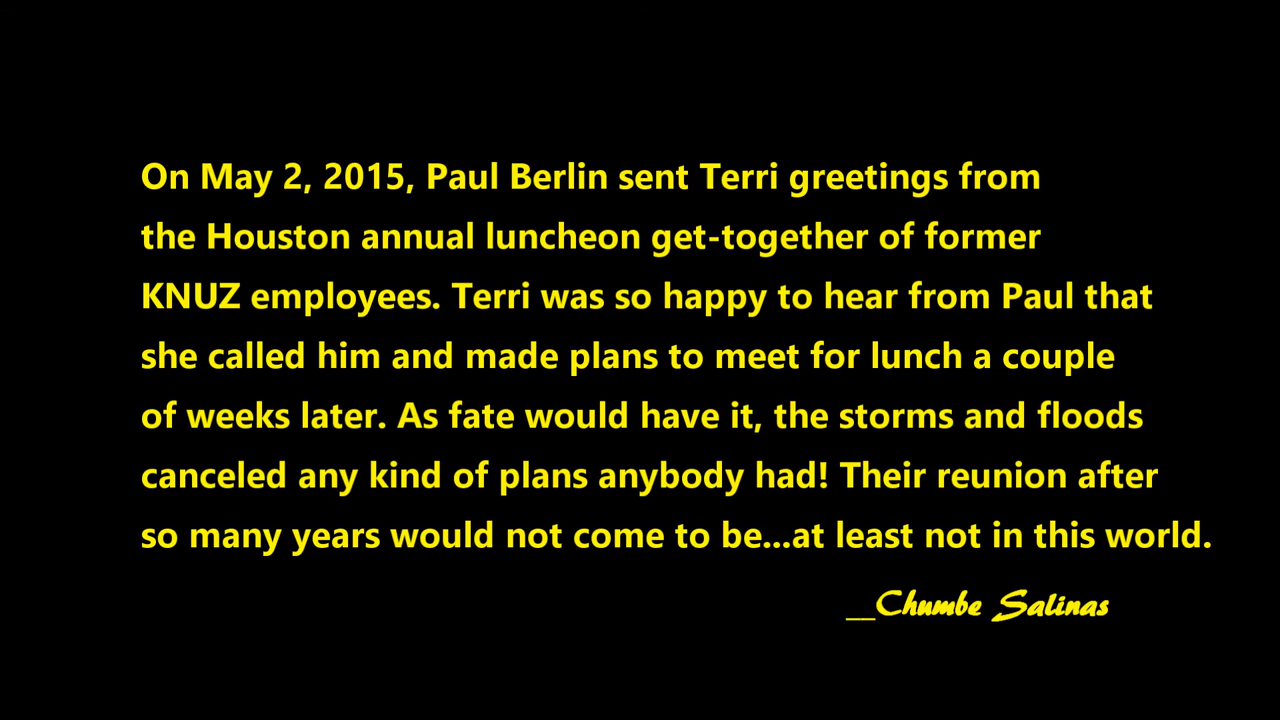 On May 2, 2015, Paul Berlin sent Terri greetings from
the Houston annual luncheon get-together of former
KNUZ employees. Terri was so happy to hear from Paul that
she called him and made plans to meet for lunch a couple
of weeks later. As fate would have it, the storms and floods
canceled any kind of plans anybody had! Their reunion after
so many years would not come to be...at least not in this world.
__Chumbe Salinas